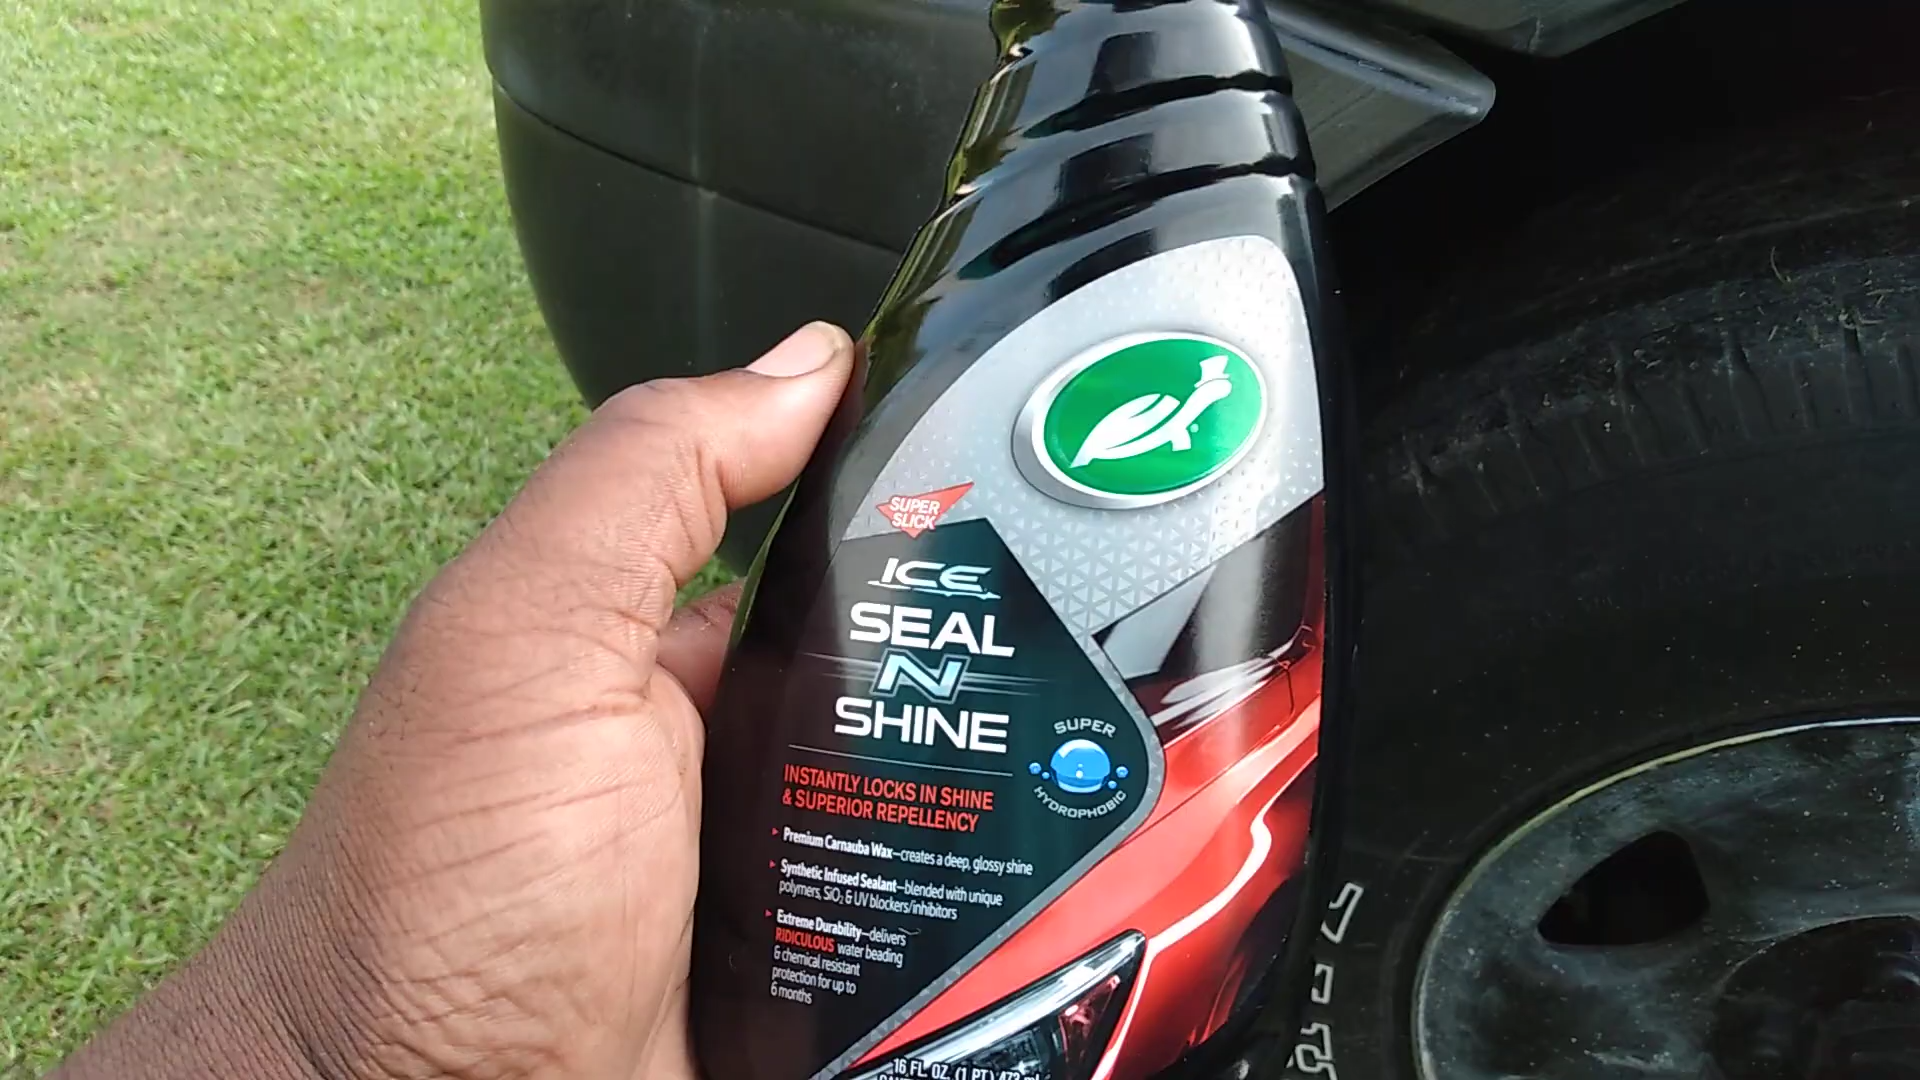 SUPER
SLICK
ICE
SEAL
N
SHINE
SUPER
HYDROPHOBIC
INSTANTLY LOCKS IN SHINE
& SUPERIOR REPELLENCY
Premium Carnauba Wax—creates a deep, glossy shine
Synthetic Infused Sealant—blended with unique
polymers, SiO₂ & UV blockers/inhibitors
Extreme Durability—delivers
RIDICULOUS water beading
& chemical resistant
protection for up to
6 months
16 FL. OZ. (1 PT.) 473 ml